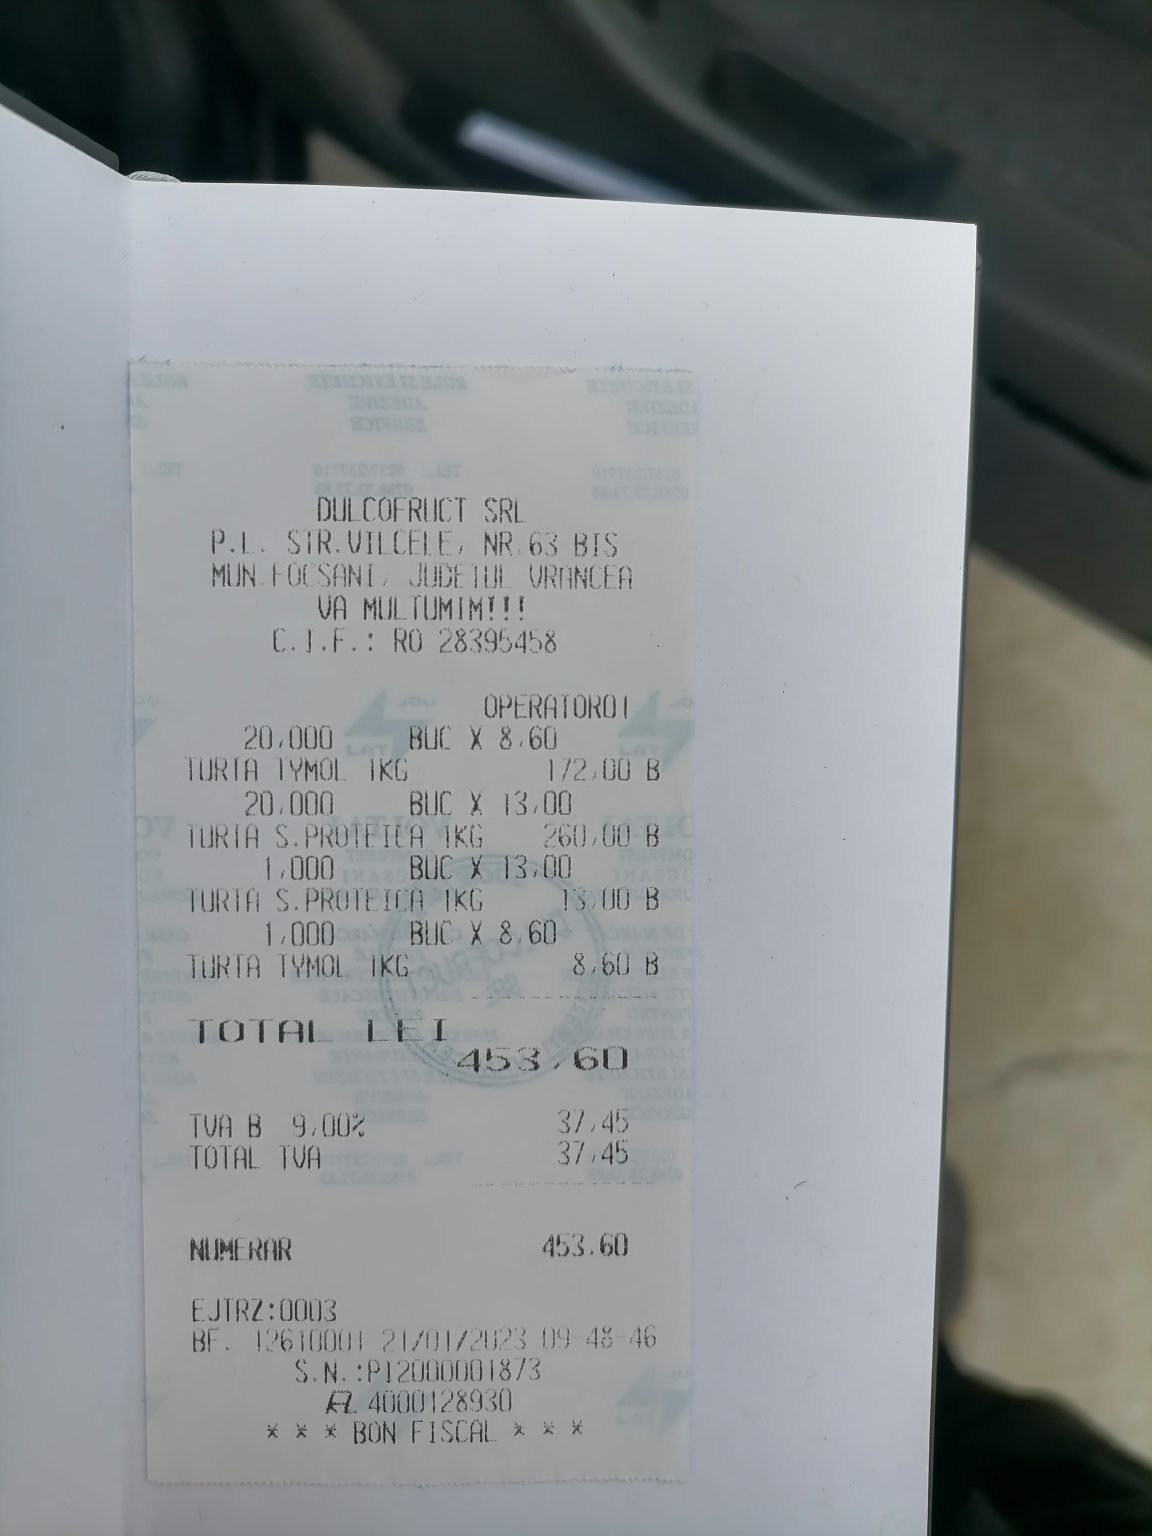 DULCOFRUCT SRL
P.L. STR.VILCELE, NR.63 BIS
MUN.FOCSANI, JUDETUL VRANCEA
VA MULTUMIM!!!
C.I.F.: RO 28395458
OPERATOR01
20,000 BUC X 8,60
TURTA TYMOL 1KG 172,00 B
20,000 BUC X 13,00
TURTA S.PROTEICA 1KG 260,00 B
1,000 BUC X 13,00
TURTA S.PROTEICA 1KG 13,00 B
1,000 BUC X 8,60
TURTA TYMOL 1KG 8,60 B
TOTAL LEI
453,60
TVA B 9,00% 37,45
TOTAL TVA 37,45
NUMERAR 453.60
EJTRZ:0003
BF. 12610001 21/01/2023 09-48-46
S.N.:P12000001873
4000128930
* * * BON FISCAL * * *